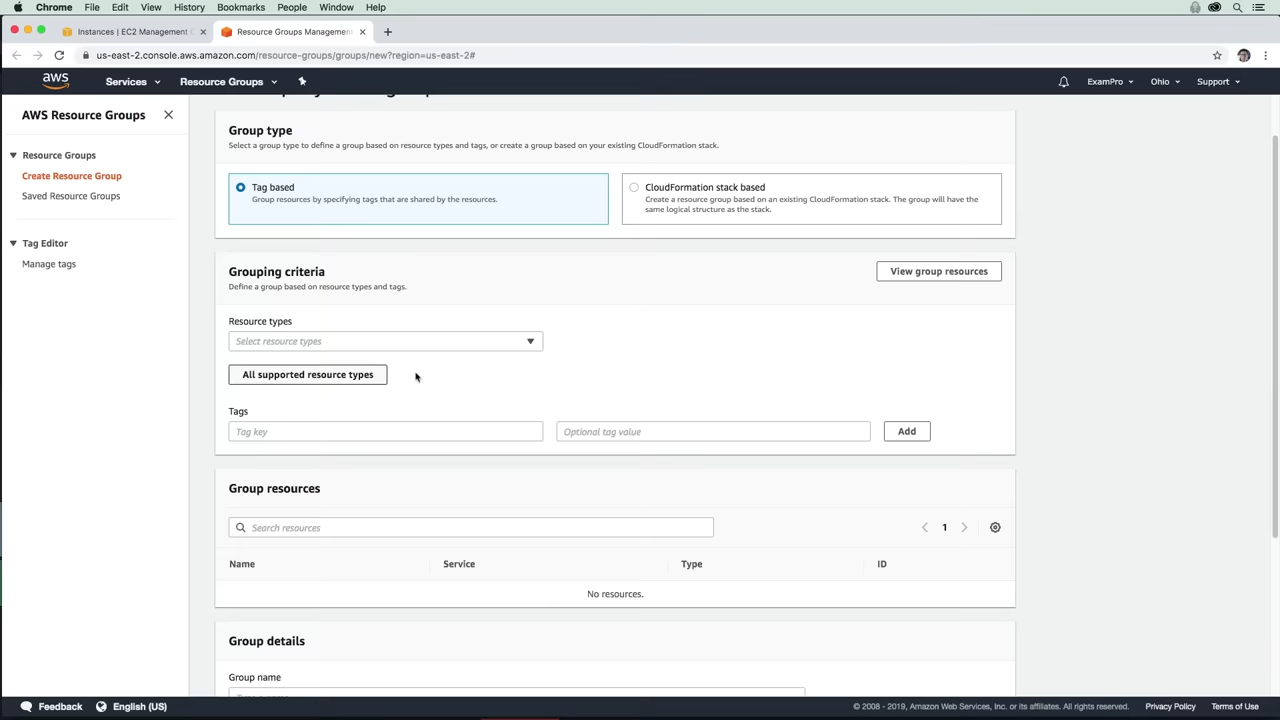 Chrome File Edit View History Bookmarks People Window Help
Instances | EC2 Management C
Resource Groups Management
us-east-2.console.aws.amazon.com/resource-groups/groups/new?region=us-east-2#
aws Services Resource Groups ExamPro Ohio Support
AWS Resource Groups
Resource Groups
Create Resource Group
Saved Resource Groups
Tag Editor
Manage tags
Group type
Select a group type to define a group based on resource types and tags, or create a group based on your existing CloudFormation stack.
Tag based
Group resources by specifying tags that are shared by the resources.
CloudFormation stack based
Create a resource group based on an existing CloudFormation stack. The group will have the
same logical structure as the stack.
Grouping criteria
View group resources
Define a group based on resource types and tags.
Resource types
Select resource types
All supported resource types
Tags
Tag key
Optional tag value
Add
Group resources
Search resources
1
Name Service Type ID
No resources.
Group details
Group name
Feedback English (US) © 2008 - 2019, Amazon Web Services, Inc. or its affiliates. All rights reserved. Privacy Policy Terms of Use